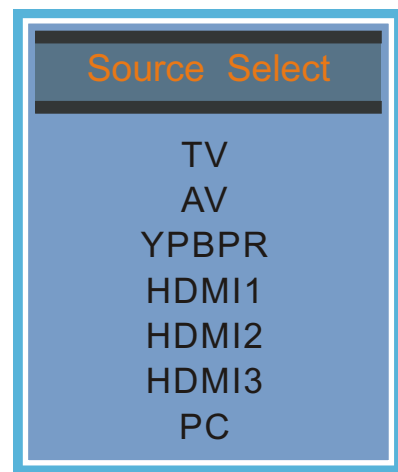 Source Select
TV
AV
YPBPR
HDMI1
HDMI2
HDMI3
PC